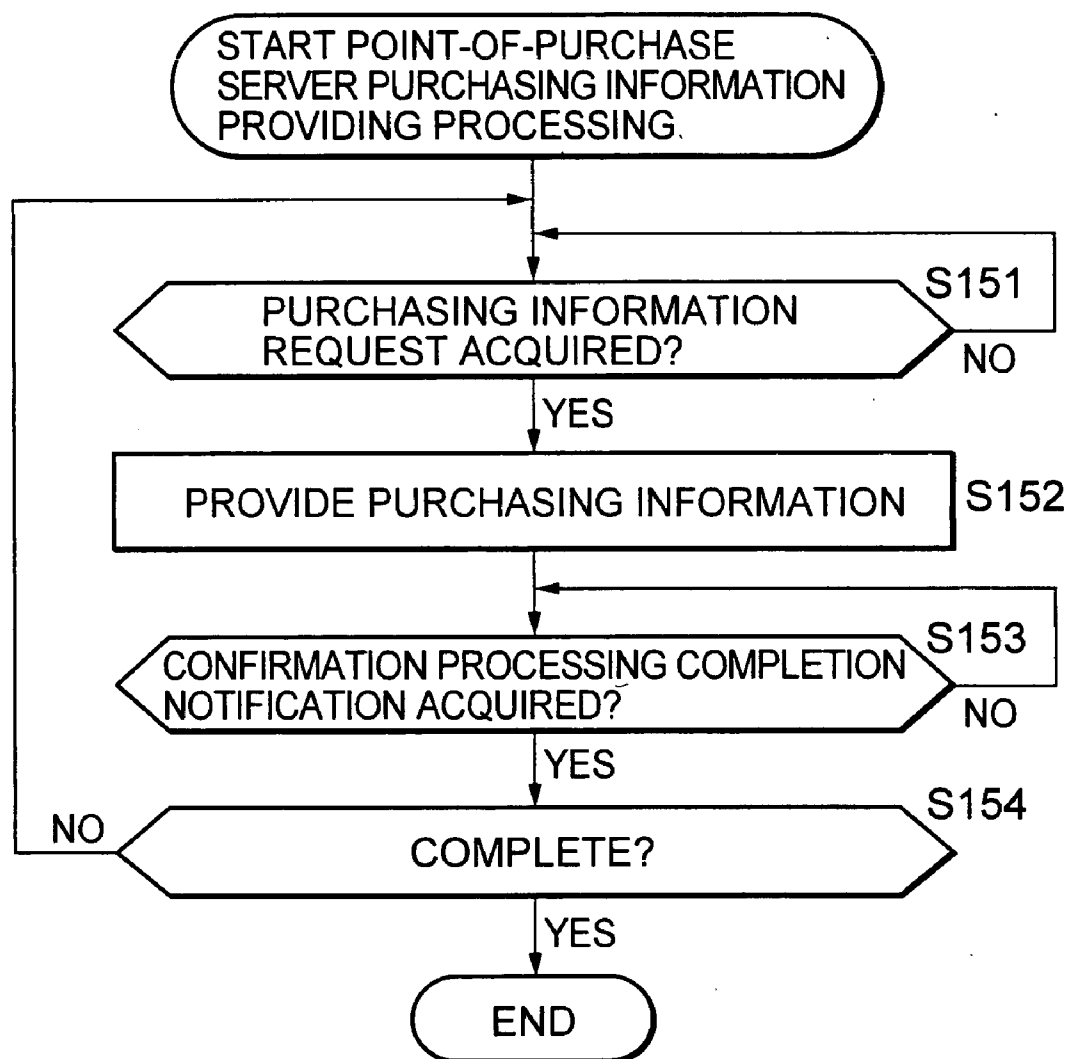 START POINT-OF-PURCHASE
SERVER PURCHASING INFORMATION
PROVIDING PROCESSING
S151
PURCHASING INFORMATION
REQUEST ACQUIRED?
NO
YES
PROVIDE PURCHASING INFORMATION
S152
S153
CONFIRMATION PROCESSING COMPLETION
NOTIFICATION ACQUIRED?
NO
YES
S154
NO
COMPLETE?
YES
END